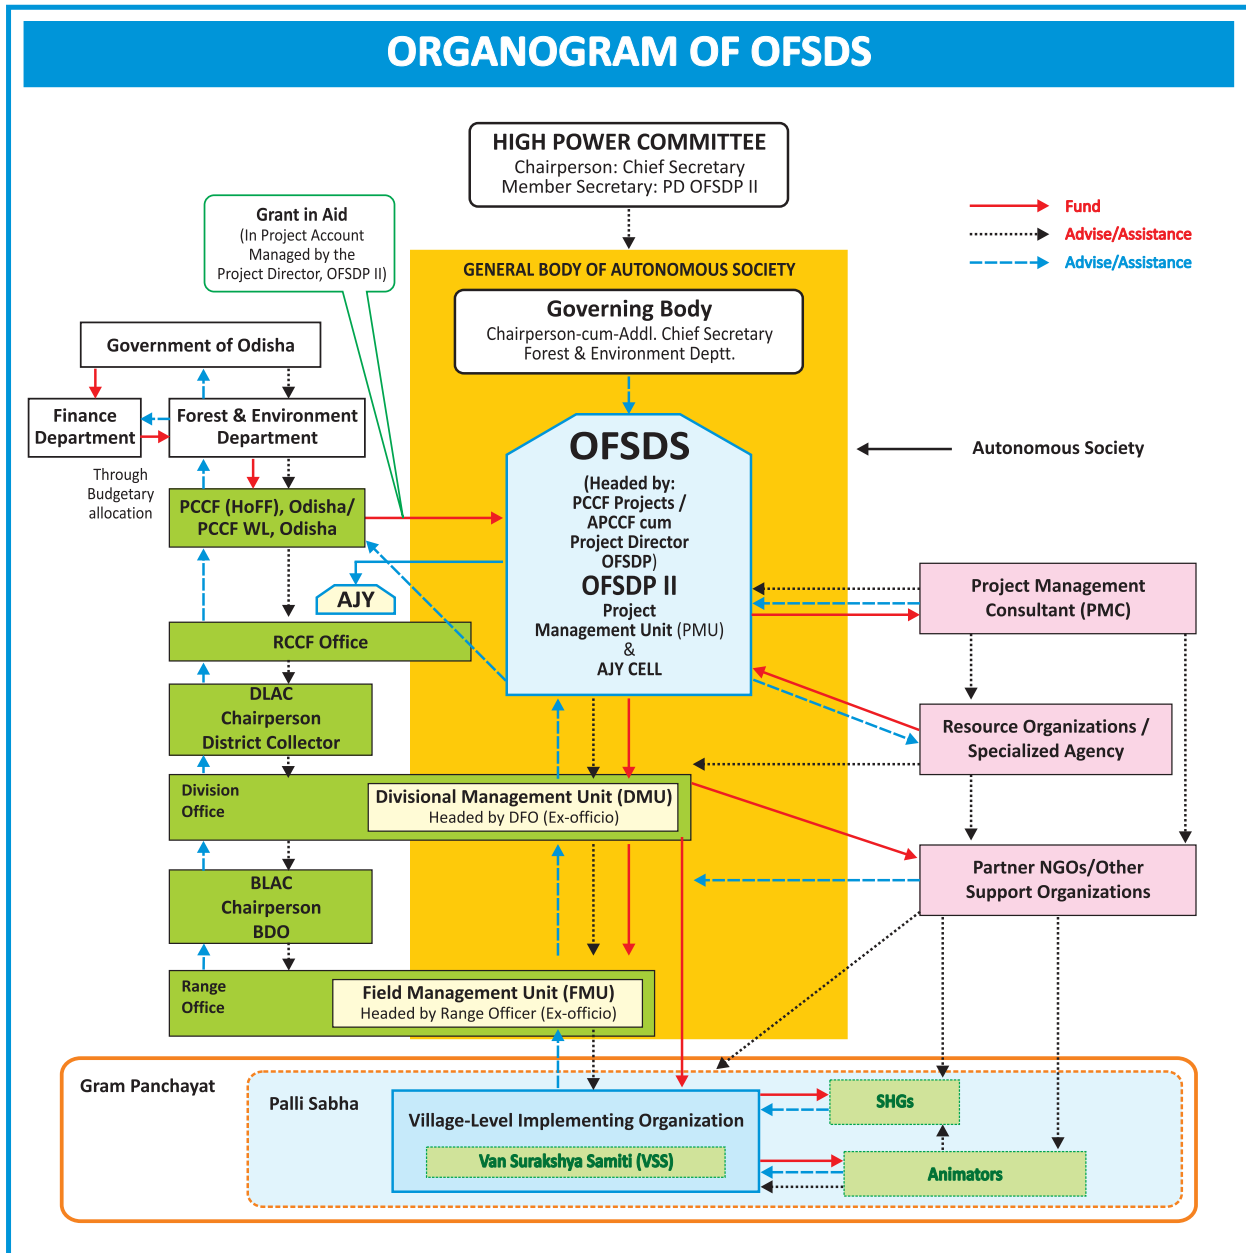 ORGANOGRAM OF OFSDS
HIGH POWER COMMITTEE
Chairperson: Chief Secretary
Member Secretary: PD OFSDP II
Grant in Aid
(In Project Account
Managed by the
Project Director, OFSDP II)
Fund
Advise/Assistance
Advise/Assistance
GENERAL BODY OF AUTONOMOUS SOCIETY
Governing Body
Chairperson-cum-Addl. Chief Secretary
Forest & Environment Deptt.
Government of Odisha
Finance
Department
Forest & Environment
Department
Through
Budgetary
allocation
PCCF (HoFF), Odisha/
PCCF WL, Odisha
OFSDS
(Headed by:
PCCF Projects /
APCCF cum
Project Director
OFSDP)
OFSDP II
Project
Management Unit (PMU)
&
AJY CELL
Autonomous Society
AJY
Project Management
Consultant (PMC)
RCCF Office
DLAC
Chairperson
District Collector
Resource Organizations /
Specialized Agency
Division
Office
Divisional Management Unit (DMU)
Headed by DFO (Ex-officio)
BLAC
Chairperson
BDO
Partner NGOs/Other
Support Organizations
Range
Office
Field Management Unit (FMU)
Headed by Range Officer (Ex-officio)
Gram Panchayat
Palli Sabha
Village-Level Implementing Organization
Van Surakshya Samiti (VSS)
SHGs
Animators